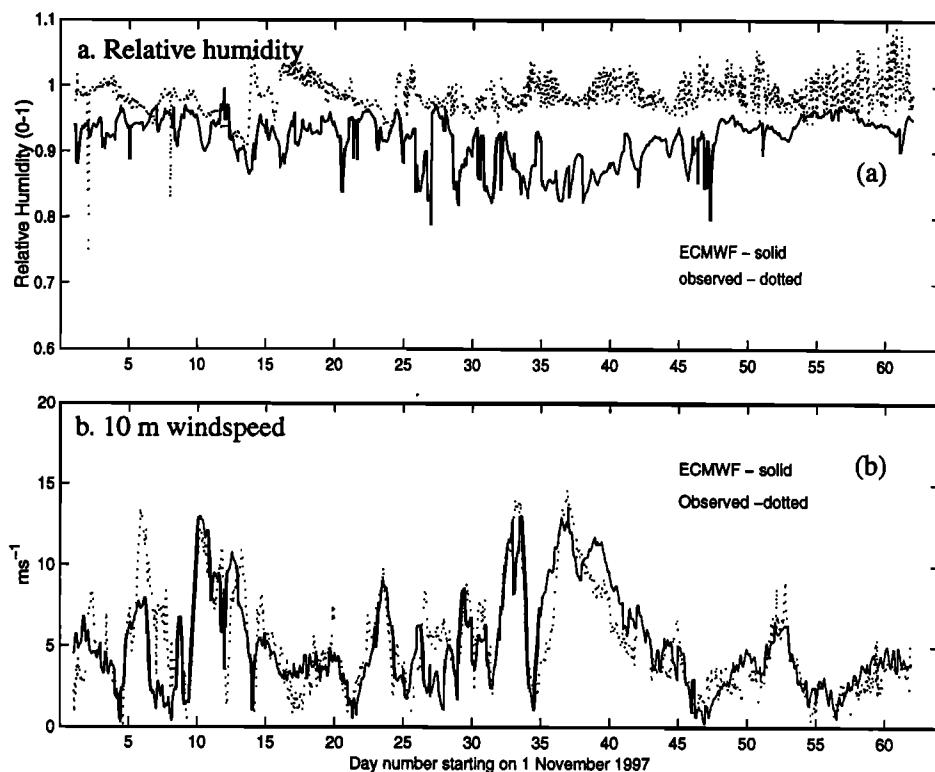 a. Relative humidity
Relative Humidity (0-1)
1.1
1
0.9
0.8
0.7
0.6
(a)
ECMWF – solid
observed – dotted
5 10 15 20 25 30 35 40 45 50 55 60
b. 10 m windspeed
ms⁻¹
20
15
10
5
0
(b)
ECMWF – solid
Observed –dotted
5 10 15 20 25 30 35 40 45 50 55 60
Day number starting on 1 November 1997